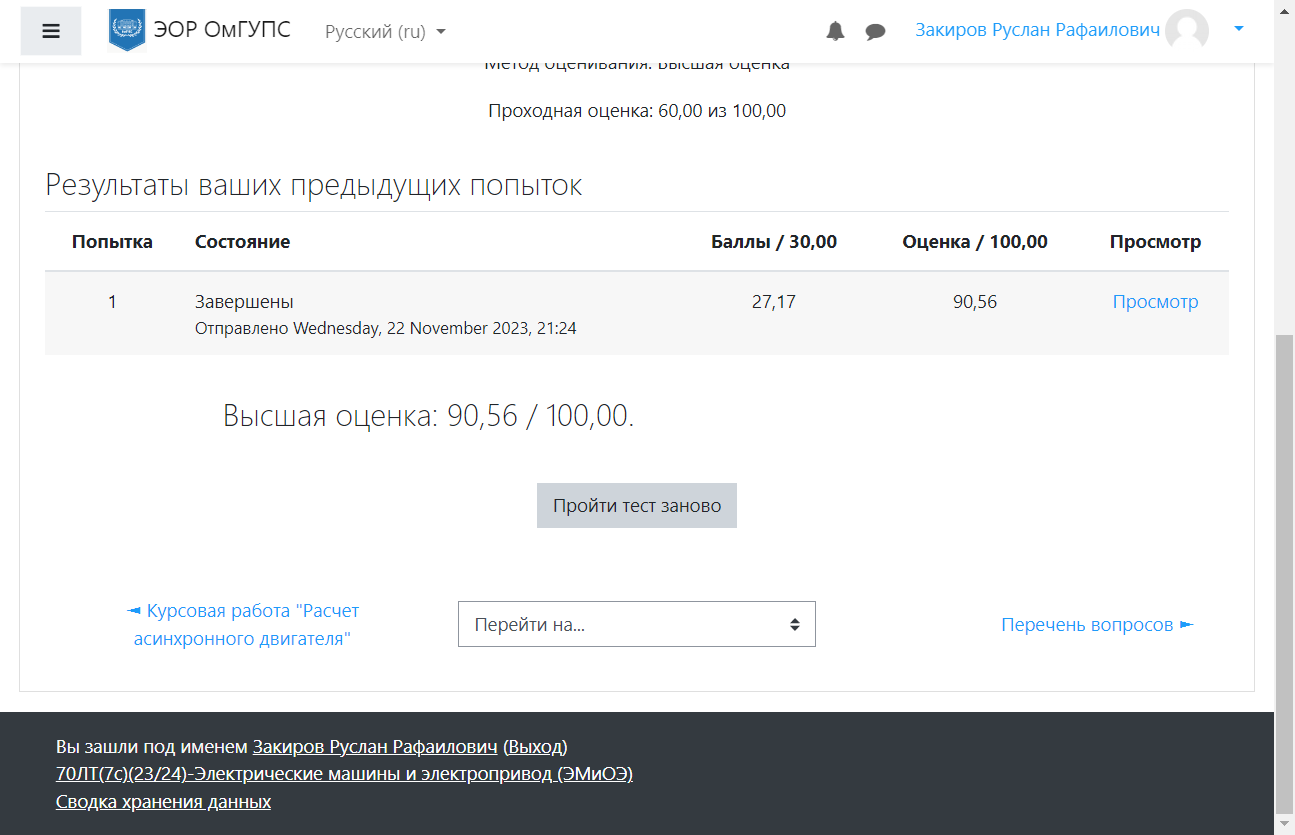 ЭОР ОмГУПС
Русский (ru)
Закиров Руслан Рафаилович
Метод оценивания: Высшая оценка
Проходная оценка: 60,00 из 100,00
Результаты ваших предыдущих попыток
Попытка Состояние Баллы / 30,00 Оценка / 100,00 Просмотр
1 Завершены 27,17 90,56 Просмотр
Отправлено Wednesday, 22 November 2023, 21:24
Высшая оценка: 90,56 / 100,00.
Пройти тест заново
◄ Курсовая работа "Расчет
асинхронного двигателя"
Перейти на...
Перечень вопросов ►
Вы зашли под именем Закиров Руслан Рафаилович (Выход)
70ЛТ(7с)(23/24)-Электрические машины и электропривод (ЭМиОЭ)
Сводка хранения данных